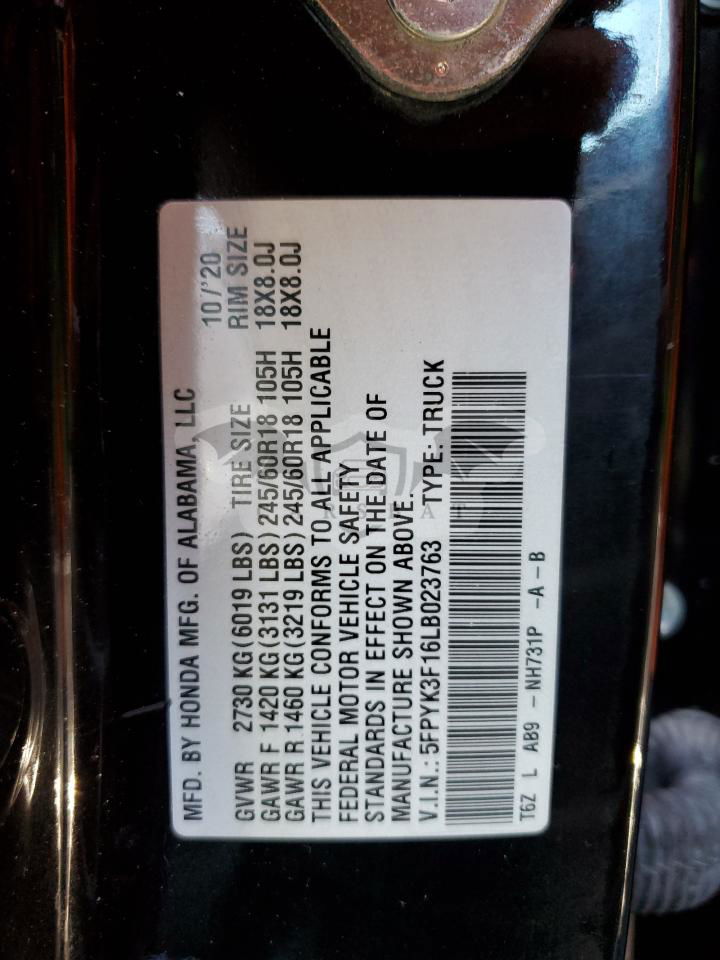 MFD. BY HONDA MFG. OF ALABAMA, LLC 10/'20
GVWR 2730 KG(6019 LBS) TIRE SIZE RIM SIZE
GAWR F 1420 KG(3131 LBS) 245/60R18 105H 18X8.0J
GAWR R 1460 KG(3219 LBS) 245/60R18 105H 18X8.0J
THIS VEHICLE CONFORMS TO ALL APPLICABLE
FEDERAL MOTOR VEHICLE SAFETY
STANDARDS IN EFFECT ON THE DATE OF
MANUFACTURE SHOWN ABOVE.
V.I.N.: 5FPYK3F16LB023763 TYPE: TRUCK
T6Z L AB9 - NH731P -A -B